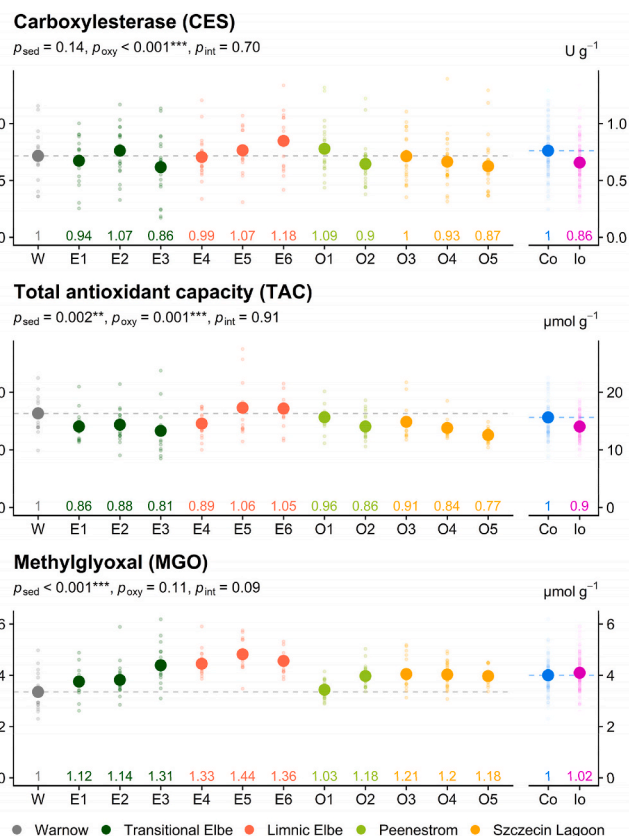 Carboxylesterase (CES)
psed = 0.14, poxy < 0.001***, pint = 0.70
U g−1
0 1.0
5 0.5
0 1 0.94 1.07 0.86 0.99 1.07 1.18 1.09 0.9 1 0.93 0.87 1 0.86 0.0
W E1 E2 E3 E4 E5 E6 O1 O2 O3 O4 O5 Co Io
Total antioxidant capacity (TAC)
psed = 0.002**, poxy = 0.001***, pint = 0.91
µmol g−1
0 20
0 10
0 1 0.86 0.88 0.81 0.89 1.06 1.05 0.96 0.86 0.91 0.84 0.77 1 0.9 0
W E1 E2 E3 E4 E5 E6 O1 O2 O3 O4 O5 Co Io
Methylglyoxal (MGO)
psed < 0.001***, poxy = 0.11, pint = 0.09
µmol g−1
6 6
4 4
2 2
0 1 1.12 1.14 1.31 1.33 1.44 1.36 1.03 1.18 1.21 1.2 1.18 1 1.02 0
W E1 E2 E3 E4 E5 E6 O1 O2 O3 O4 O5 Co Io
Warnow Transitional Elbe Limnic Elbe Peenestrom Szczecin Lagoon